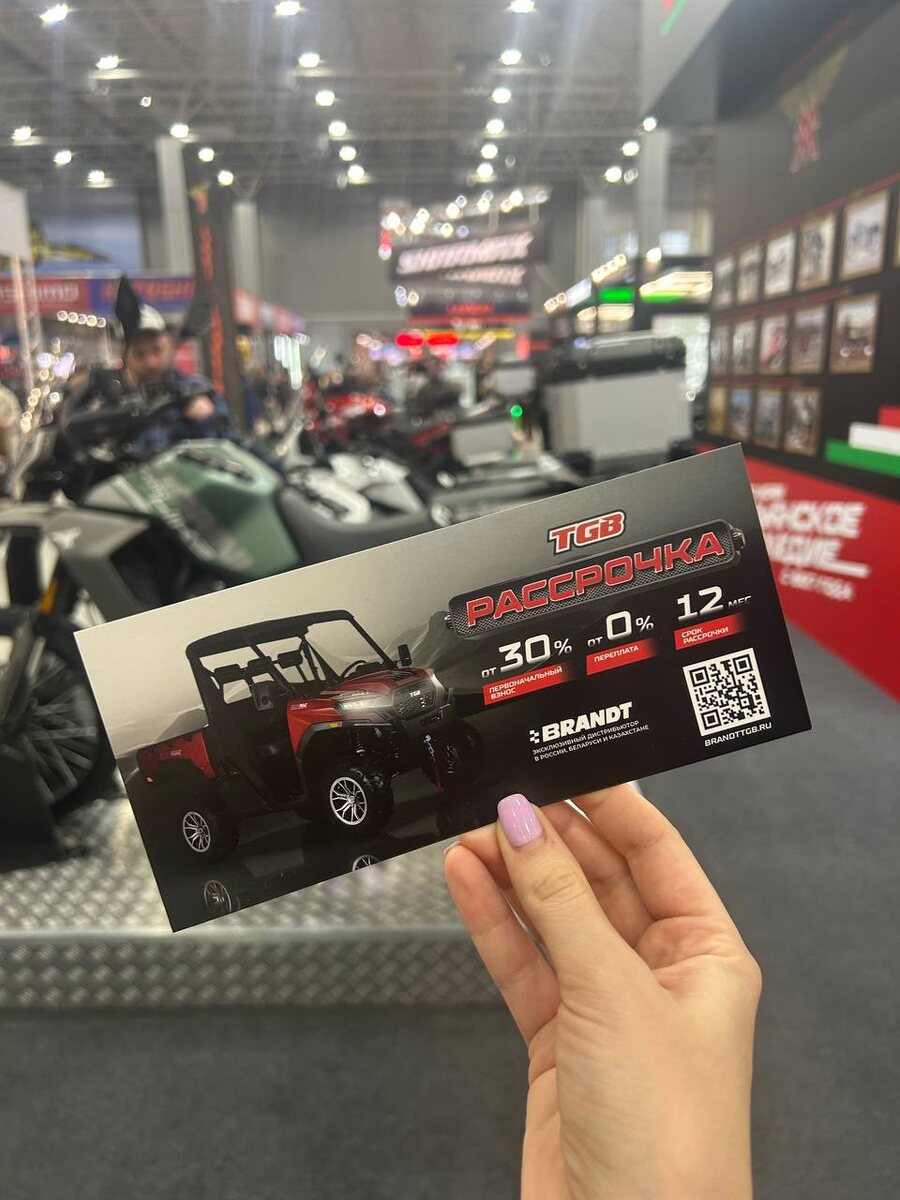 TGB
РАССРОЧКА
ОТ 30% ОТ 0% 12 МЕС
ПЕРВОНАЧАЛЬНЫЙ
ВЗНОС
ПЕРЕПЛАТА
СРОК
РАССРОЧКИ
BRANDT
ЭКСКЛЮЗИВНЫЙ ДИСТРИБЬЮТОР
В РОССИИ, БЕЛАРУСИ И КАЗАХСТАНЕ
BRANDTTGB.RU
TGB